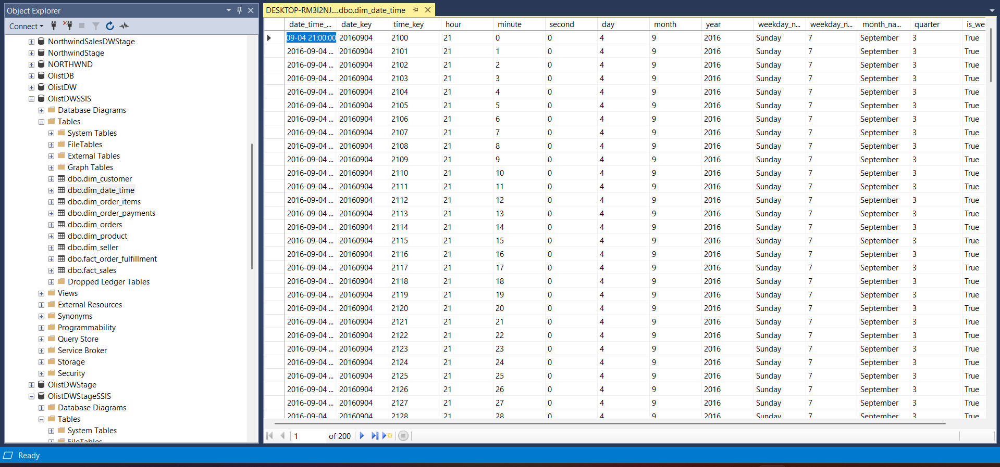 Object Explorer
Connect
NorthwindSalesDWStage
NorthwindStage
NORTHWND
OlistDB
OlistDW
OlistDWSSIS
Database Diagrams
Tables
System Tables
FileTables
External Tables
Graph Tables
dbo.dim_customer
dbo.dim_date_time
dbo.dim_order_items
dbo.dim_order_payments
dbo.dim_orders
dbo.dim_product
dbo.dim_seller
dbo.fact_order_fulfillment
dbo.fact_sales
Dropped Ledger Tables
Views
External Resources
Synonyms
Programmability
Query Store
Service Broker
Storage
Security
OlistDWStage
OlistDWStageSSIS
Database Diagrams
Tables
System Tables
FileTables
DESKTOP-RM3I2NJ....dbo.dim_date_time
date_time_... date_key time_key hour minute second day month year weekday_n... weekday_n... month_na... quarter is_we
09-04 21:00:00 20160904 2100 21 0 0 4 9 2016 Sunday 7 September 3 True
2016-09-04 ... 20160904 2101 21 1 0 4 9 2016 Sunday 7 September 3 True
2016-09-04 ... 20160904 2102 21 2 0 4 9 2016 Sunday 7 September 3 True
2016-09-04 ... 20160904 2103 21 3 0 4 9 2016 Sunday 7 September 3 True
2016-09-04 ... 20160904 2104 21 4 0 4 9 2016 Sunday 7 September 3 True
2016-09-04 ... 20160904 2105 21 5 0 4 9 2016 Sunday 7 September 3 True
2016-09-04 ... 20160904 2106 21 6 0 4 9 2016 Sunday 7 September 3 True
2016-09-04 ... 20160904 2107 21 7 0 4 9 2016 Sunday 7 September 3 True
2016-09-04 ... 20160904 2108 21 8 0 4 9 2016 Sunday 7 September 3 True
2016-09-04 ... 20160904 2109 21 9 0 4 9 2016 Sunday 7 September 3 True
2016-09-04 ... 20160904 2110 21 10 0 4 9 2016 Sunday 7 September 3 True
2016-09-04 ... 20160904 2111 21 11 0 4 9 2016 Sunday 7 September 3 True
2016-09-04 ... 20160904 2112 21 12 0 4 9 2016 Sunday 7 September 3 True
2016-09-04 ... 20160904 2113 21 13 0 4 9 2016 Sunday 7 September 3 True
2016-09-04 ... 20160904 2114 21 14 0 4 9 2016 Sunday 7 September 3 True
2016-09-04 ... 20160904 2115 21 15 0 4 9 2016 Sunday 7 September 3 True
2016-09-04 ... 20160904 2116 21 16 0 4 9 2016 Sunday 7 September 3 True
2016-09-04 ... 20160904 2117 21 17 0 4 9 2016 Sunday 7 September 3 True
2016-09-04 ... 20160904 2118 21 18 0 4 9 2016 Sunday 7 September 3 True
2016-09-04 ... 20160904 2119 21 19 0 4 9 2016 Sunday 7 September 3 True
2016-09-04 ... 20160904 2120 21 20 0 4 9 2016 Sunday 7 September 3 True
2016-09-04 ... 20160904 2121 21 21 0 4 9 2016 Sunday 7 September 3 True
2016-09-04 ... 20160904 2122 21 22 0 4 9 2016 Sunday 7 September 3 True
2016-09-04 ... 20160904 2123 21 23 0 4 9 2016 Sunday 7 September 3 True
2016-09-04 ... 20160904 2124 21 24 0 4 9 2016 Sunday 7 September 3 True
2016-09-04 ... 20160904 2125 21 25 0 4 9 2016 Sunday 7 September 3 True
2016-09-04 ... 20160904 2126 21 26 0 4 9 2016 Sunday 7 September 3 True
2016-09-04 ... 20160904 2127 21 27 0 4 9 2016 Sunday 7 September 3 True
2016-09-04 20160904 2128 21 28 0 4 9 2016 Sunday 7 September 3 True
1 of 200
Ready